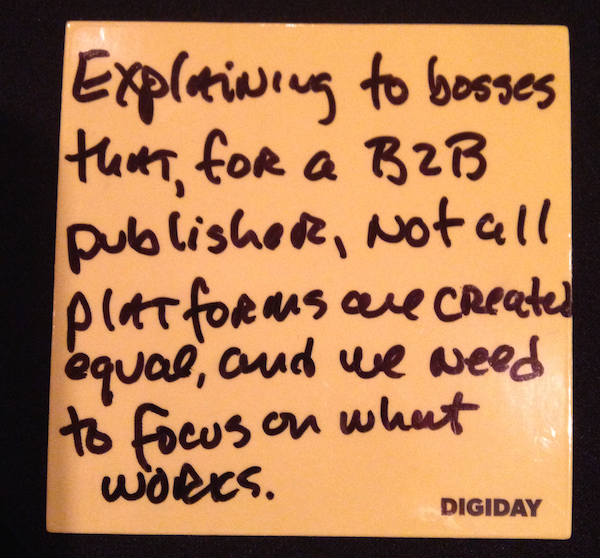 Explaining to bosses
that, for a B2B
publisher, not all
platforms are created
equal, and we need
to focus on what
works.
DIGIDAY